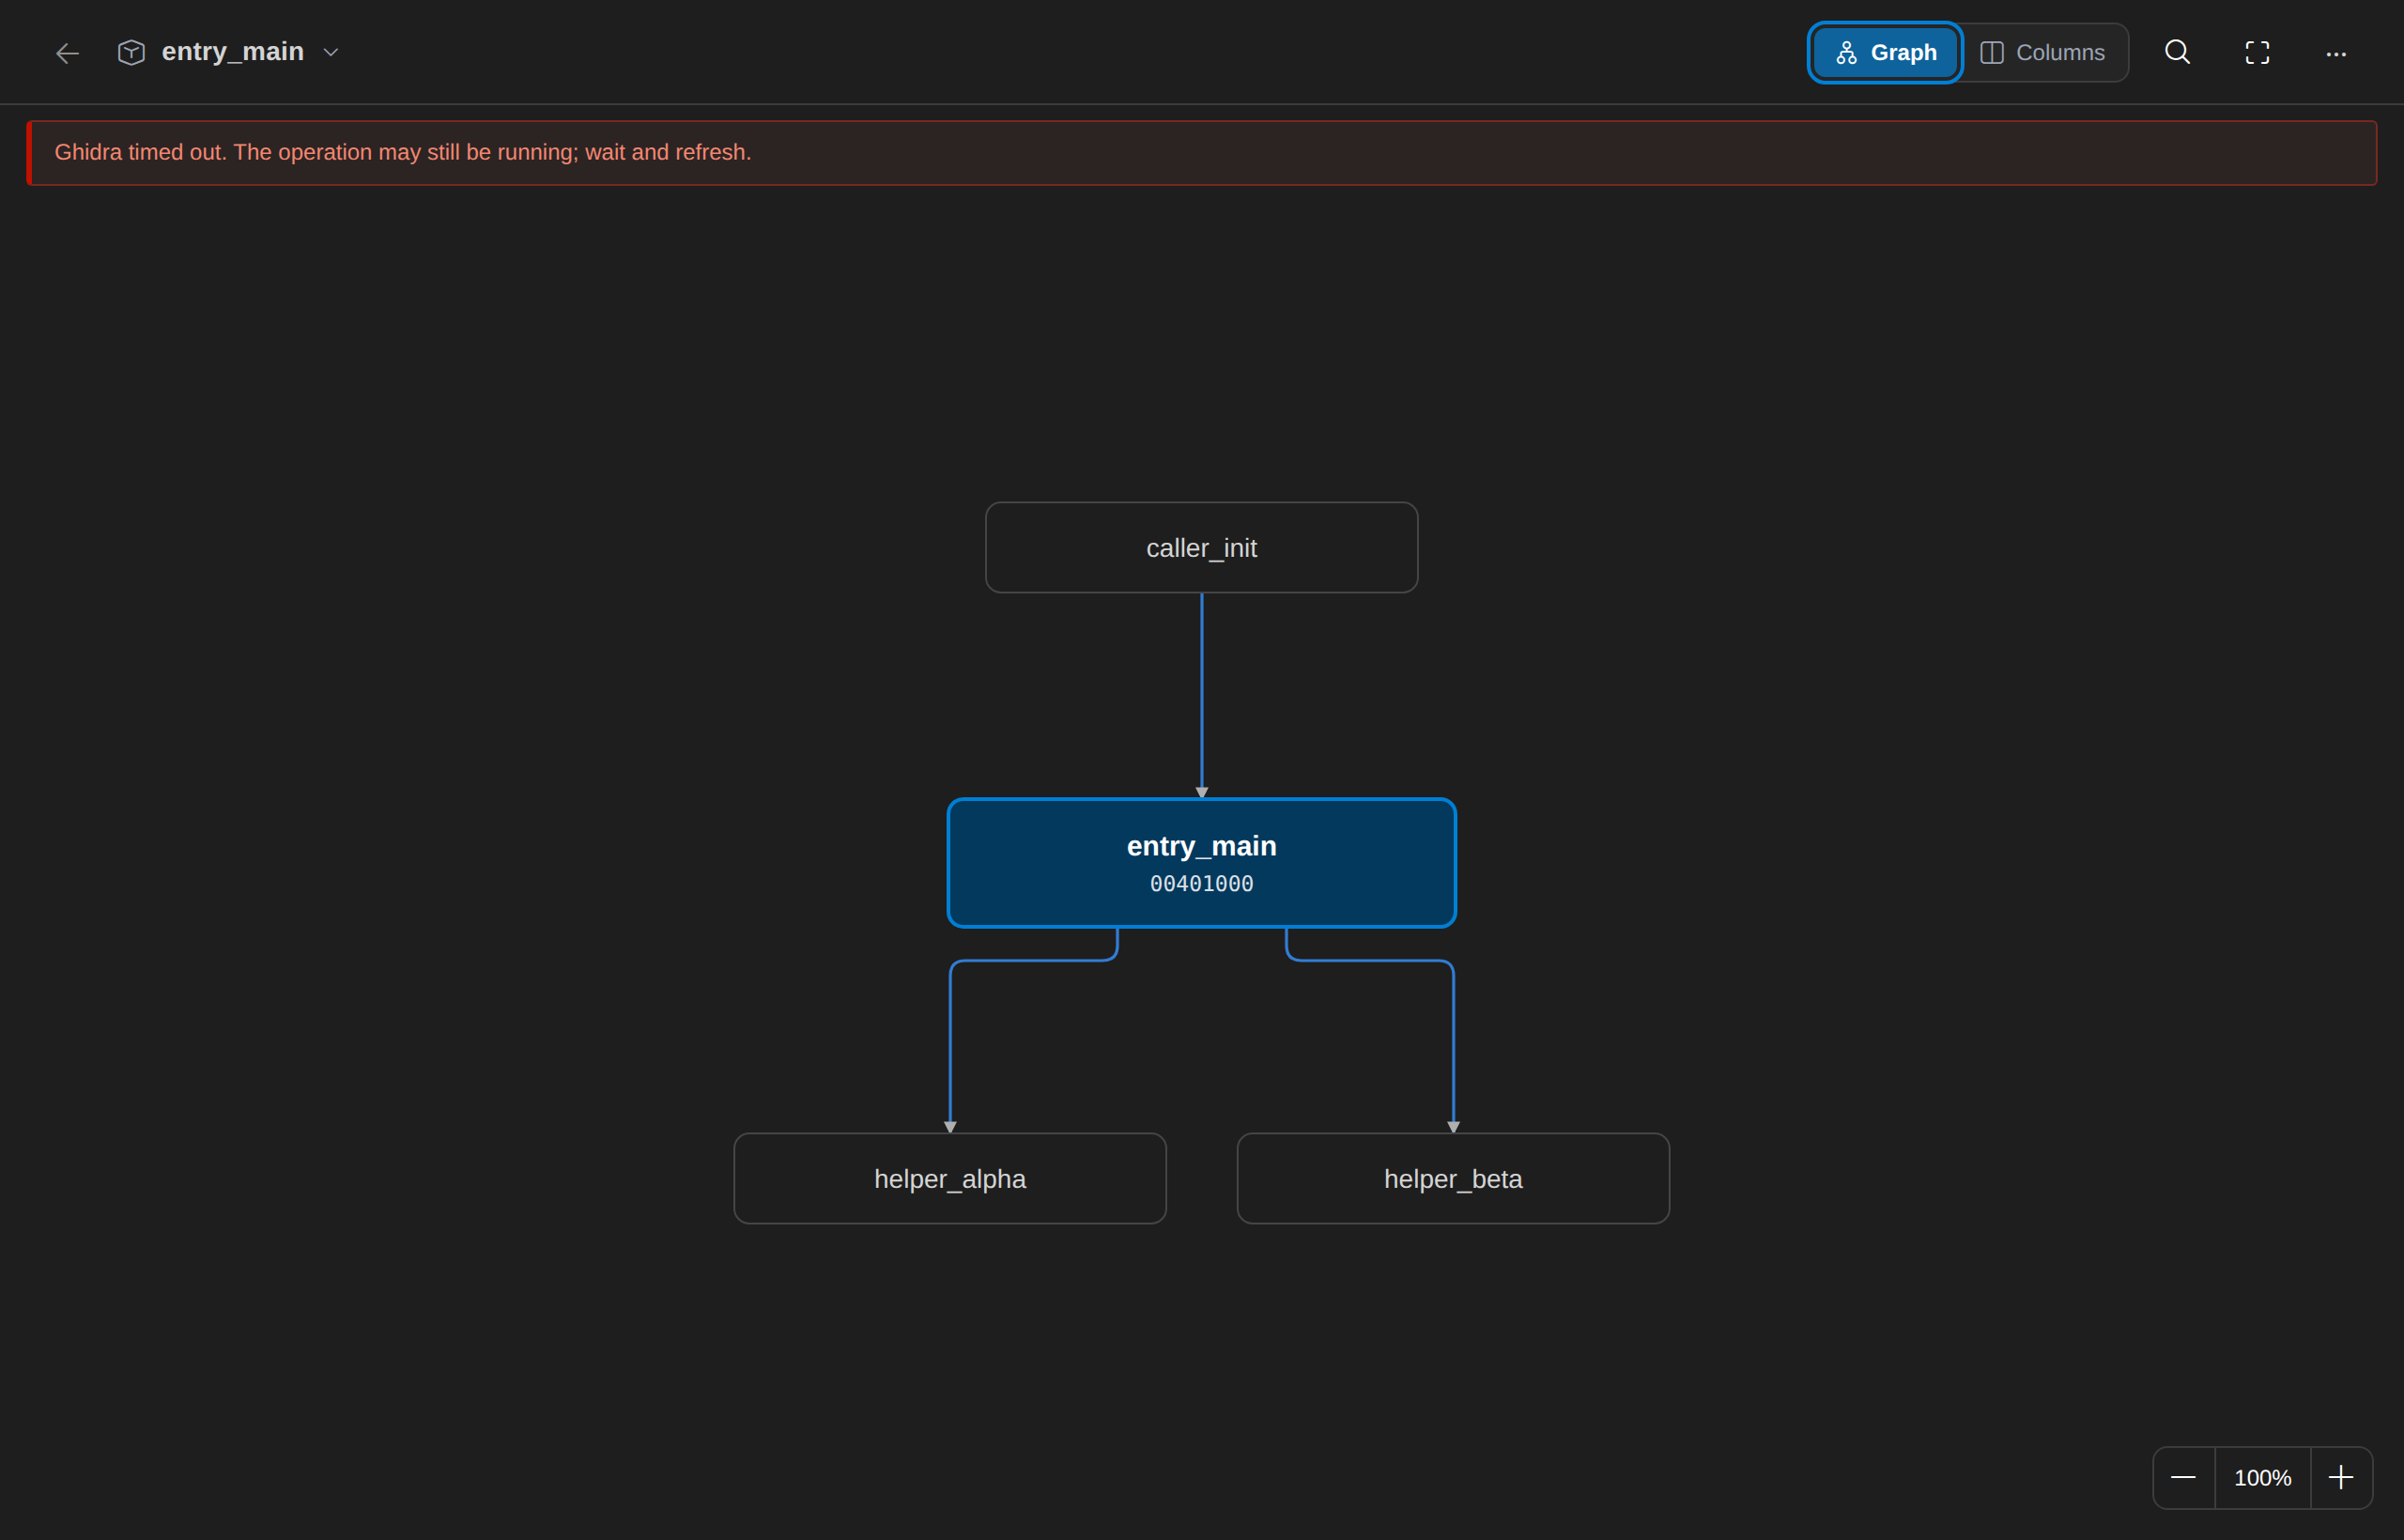 entry_main
Graph
Columns
Ghidra timed out. The operation may still be running; wait and refresh.
caller_init
entry_main
00401000
helper_alpha
helper_beta
100%